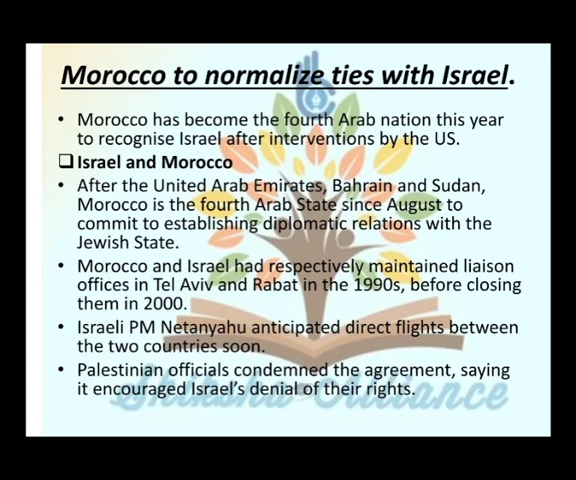 Morocco to normalize ties with Israel.
• Morocco has become the fourth Arab nation this year
to recognise Israel after interventions by the US.
❑Israel and Morocco
• After the United Arab Emirates, Bahrain and Sudan,
Morocco is the fourth Arab State since August to
commit to establishing diplomatic relations with the
Jewish State.
• Morocco and Israel had respectively maintained liaison
offices in Tel Aviv and Rabat in the 1990s, before closing
them in 2000.
• Israeli PM Netanyahu anticipated direct flights between
the two countries soon.
• Palestinian officials condemned the agreement, saying
it encouraged Israel's denial of their rights.